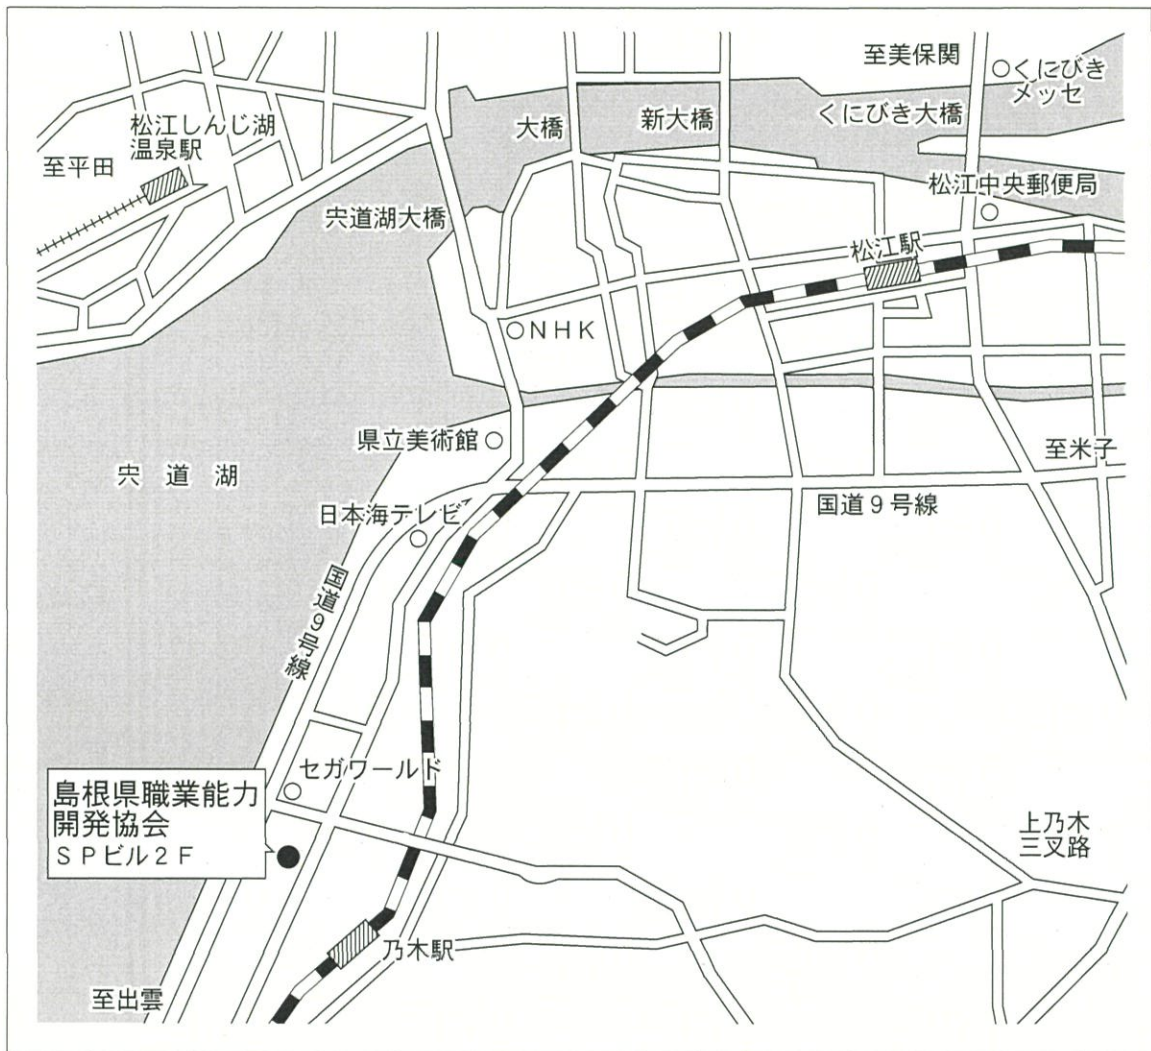 至美保関
くにびき
メッセ
大橋
新大橋
くにびき大橋
松江しんじ湖
温泉駅
至平田
松江中央郵便局
宍道湖大橋
松江駅
NHK
県立美術館
宍道湖
至米子
国道9号線
日本海テレビ
国道9号線
セガワールド
島根県職業能力
開発協会
SPビル2F
上乃木
三叉路
乃木駅
至出雲